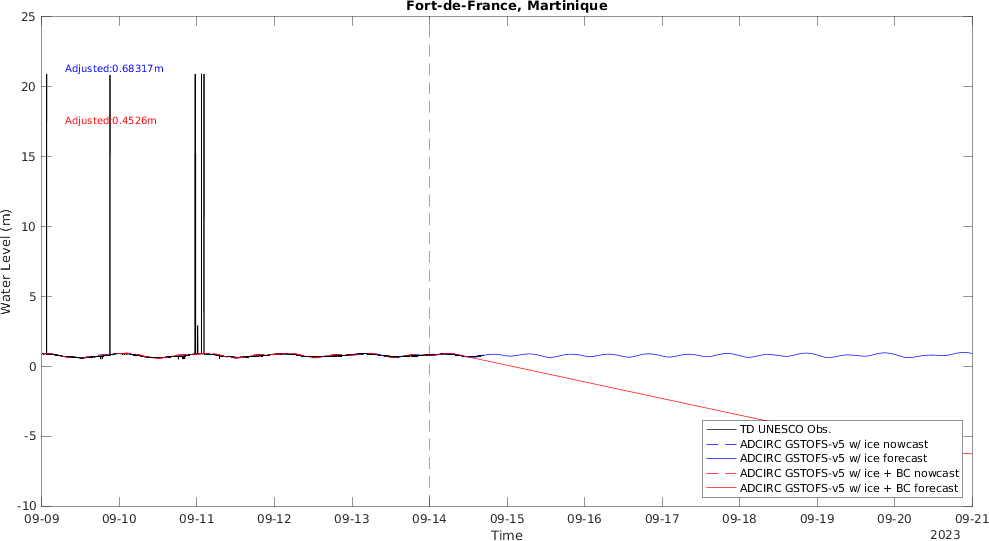 Fort-de-France, Martinique
25
20
15
10
5
0
-5
-10
Water Level (m)
Adjusted:0.68317m
Adjusted:0.4526m
TD UNESCO Obs.
ADCIRC GSTOFS-v5 w/ ice nowcast
ADCIRC GSTOFS-v5 w/ ice forecast
ADCIRC GSTOFS-v5 w/ ice + BC nowcast
ADCIRC GSTOFS-v5 w/ ice + BC forecast
09-09 09-10 09-11 09-12 09-13 09-14 09-15 09-16 09-17 09-18 09-19 09-20 09-21
Time
2023